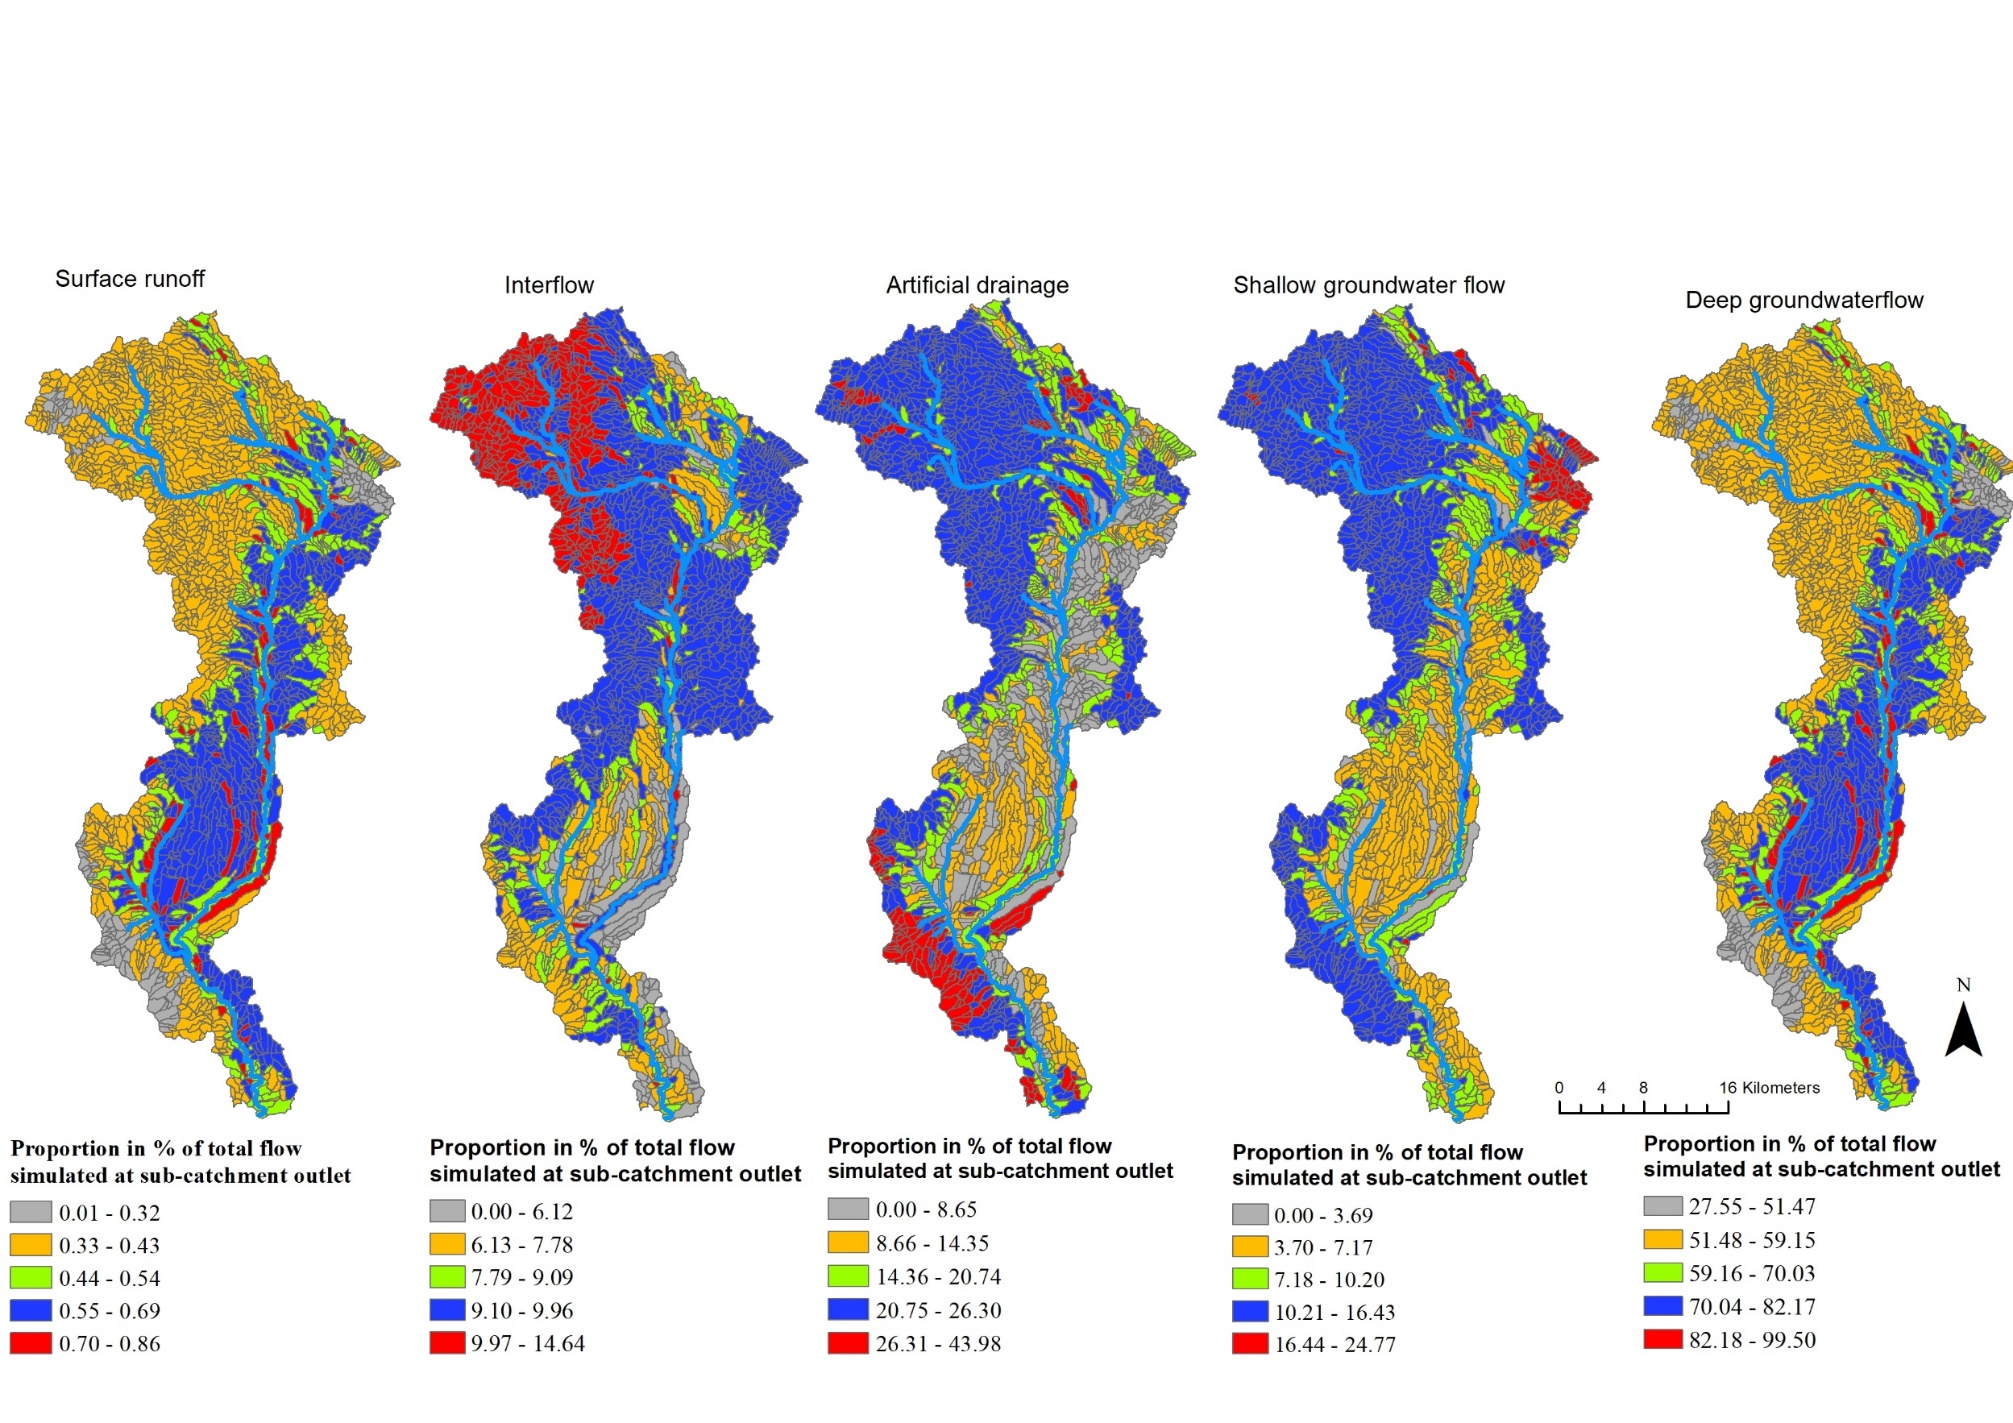 Surface runoff
Interflow
Artificial drainage
Shallow groundwater flow
Deep groundwaterflow
N
0 4 8 16 Kilometers
Proportion in % of total flow
simulated at sub-catchment outlet
0.01 - 0.32
0.33 - 0.43
0.44 - 0.54
0.55 - 0.69
0.70 - 0.86
Proportion in % of total flow
simulated at sub-catchment outlet
0.00 - 6.12
6.13 - 7.78
7.79 - 9.09
9.10 - 9.96
9.97 - 14.64
Proportion in % of total flow
simulated at sub-catchment outlet
0.00 - 8.65
8.66 - 14.35
14.36 - 20.74
20.75 - 26.30
26.31 - 43.98
Proportion in % of total flow
simulated at sub-catchment outlet
0.00 - 3.69
3.70 - 7.17
7.18 - 10.20
10.21 - 16.43
16.44 - 24.77
Proportion in % of total flow
simulated at sub-catchment outlet
27.55 - 51.47
51.48 - 59.15
59.16 - 70.03
70.04 - 82.17
82.18 - 99.50